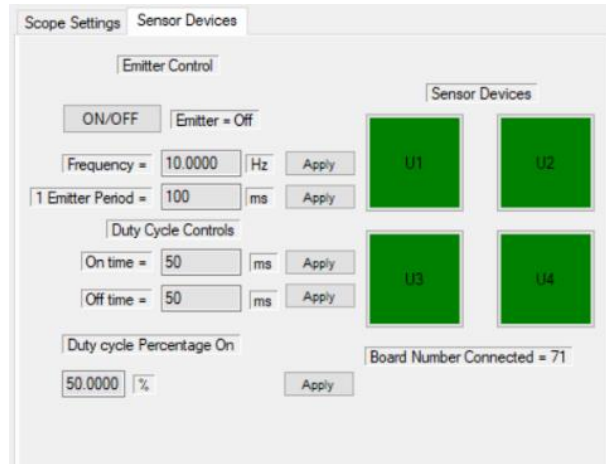 Scope Settings Sensor Devices
Emitter Control
ON/OFF Emitter = Off
Frequency = 10.0000 Hz Apply
1 Emitter Period = 100 ms Apply
Duty Cycle Controls
On time = 50 ms Apply
Off time = 50 ms Apply
Duty cycle Percentage On
50.0000 % Apply
Sensor Devices
U1 U2
U3 U4
Board Number Connected = 71